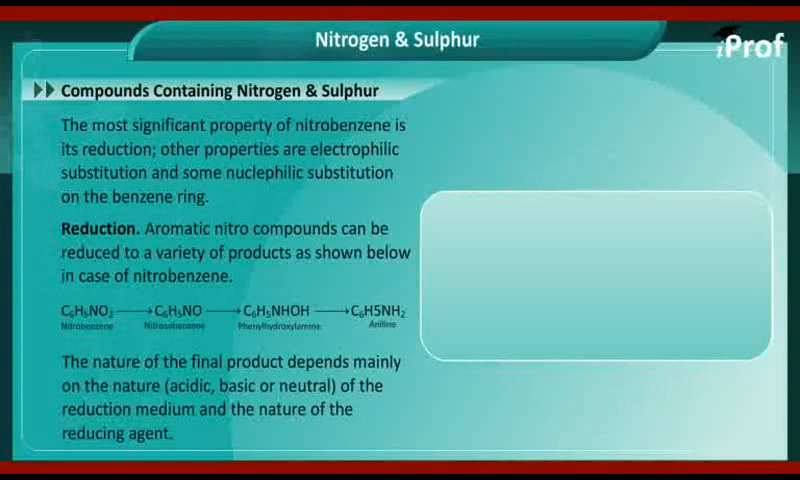 Nitrogen & Sulphur
iProf
Compounds Containing Nitrogen & Sulphur
The most significant property of nitrobenzene is
its reduction; other properties are electrophilic
substitution and some nuclephilic substitution
on the benzene ring.
Reduction. Aromatic nitro compounds can be
reduced to a variety of products as shown below
in case of nitrobenzene.
C₆H₅NO₂ ⟶ C₆H₅NO ⟶ C₆H₅NHOH ⟶ C₆H5NH₂
Nitrobenzene Nitrosobenzene Phenylhydroxylamine Aniline
The nature of the final product depends mainly
on the nature (acidic, basic or neutral) of the
reduction medium and the nature of the
reducing agent.